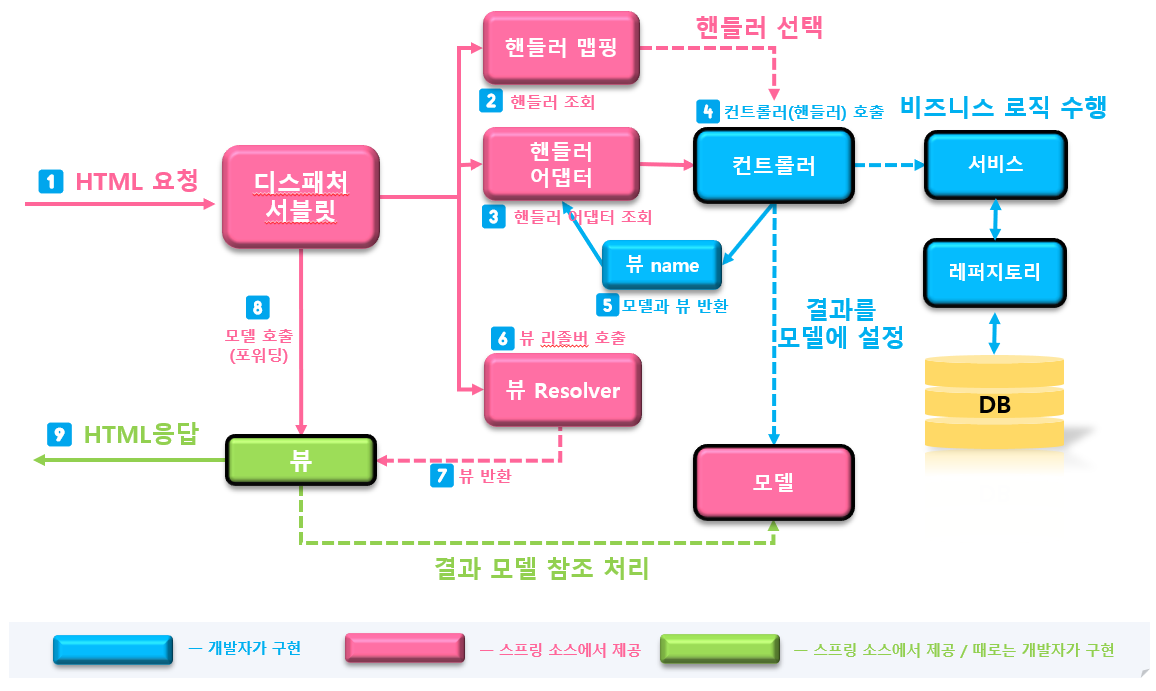 핸들러 맵핑
핸들러 선택
2 핸들러 조회
4 컨트롤러(핸들러) 호출
비즈니스 로직 수행
1 HTML 요청
디스패처
서블릿
핸들러
어댑터
컨트롤러
서비스
3 핸들러 어댑터 조회
뷰 name
레퍼지토리
5 모델과 뷰 반환
8
모델 호출
(포워딩)
6 뷰 리졸버 호출
결과를
모델에 설정
뷰 Resolver
DB
9 HTML응답
뷰
7 뷰 반환
모델
결과 모델 참조 처리
― 개발자가 구현
― 스프링 소스에서 제공
― 스프링 소스에서 제공 / 때로는 개발자가 구현